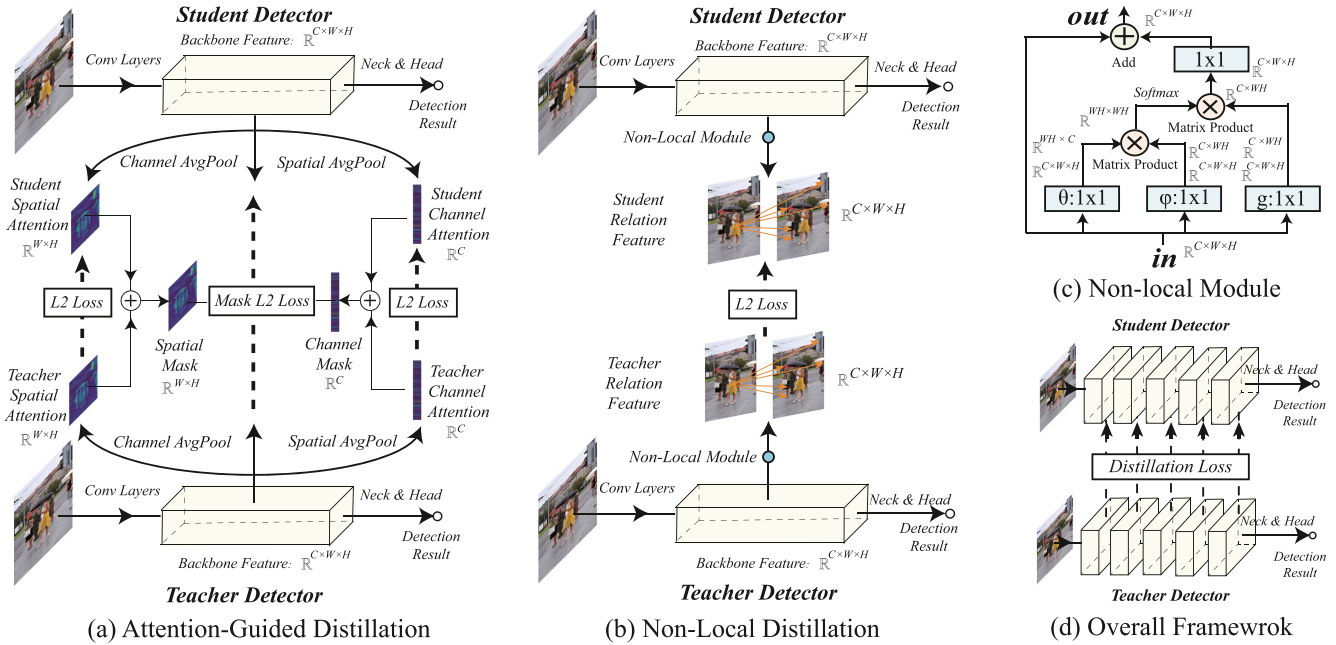 Student Detector
Backbone Feature: ℝ^{C×W×H}
Conv Layers
Neck & Head
Detection
Result
Channel AvgPool
Spatial AvgPool
Student
Spatial
Attention
ℝ^{W×H}
Student
Channel
Attention
ℝ^{C}
L2 Loss
Mask L2 Loss
L2 Loss
Spatial
Mask
ℝ^{W×H}
Channel
Mask
ℝ^{C}
Teacher
Spatial
Attention
ℝ^{W×H}
Teacher
Channel
Attention
ℝ^{C}
Channel AvgPool
Spatial AvgPool
Conv Layers
Neck & Head
Detection
Result
Backbone Feature: ℝ^{C×W×H}
Teacher Detector
(a) Attention-Guided Distillation
Student Detector
Backbone Feature: ℝ^{C×W×H}
Conv Layers
Neck & Head
Detection
Result
Non-Local Module
Student
Relation
Feature
ℝ^{C×W×H}
L2 Loss
Teacher
Relation
Feature
ℝ^{C×W×H}
Non-Local Module
Conv Layers
Neck & Head
Detection
Result
Backbone Feature: ℝ^{C×W×H}
Teacher Detector
(b) Non-Local Distillation
out
ℝ^{C×W×H}
Add
1x1
ℝ^{C×W×H}
Softmax
ℝ^{C×WH}
ℝ^{WH×WH}
Matrix Product
ℝ^{WH×C}
ℝ^{C×WH}
ℝ^{C×WH}
Matrix Product
ℝ^{C×W×H}
ℝ^{C×W×H}
ℝ^{C×W×H}
θ:1x1
φ:1x1
g:1x1
in
ℝ^{C×W×H}
(c) Non-local Module
Student Detector
Neck & Head
Detection
Result
Distillation Loss
Neck & Head
Detection
Result
Teacher Detector
(d) Overall Framewrok